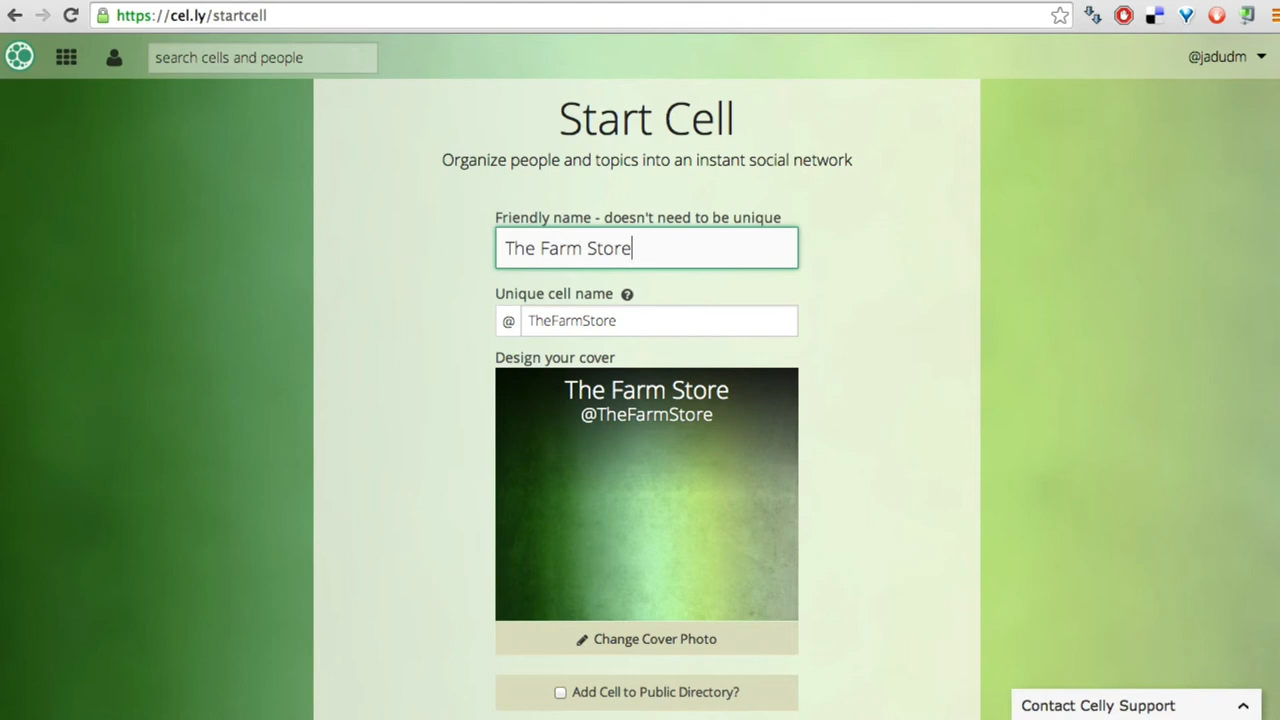 https://cel.ly/startcell
search cells and people
@jadudm
Start Cell
Organize people and topics into an instant social network
Friendly name - doesn't need to be unique
The Farm Store
Unique cell name ?
@ TheFarmStore
Design your cover
The Farm Store
@TheFarmStore
Change Cover Photo
Add Cell to Public Directory?
Contact Celly Support